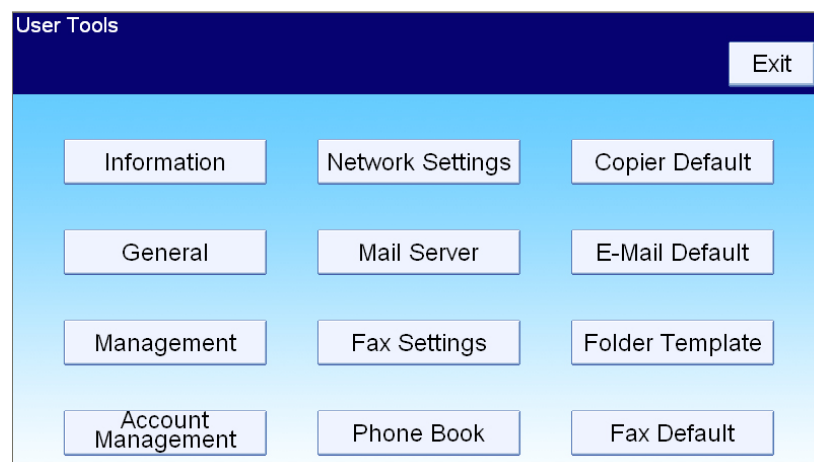 User Tools
Exit
Information
Network Settings
Copier Default
General
Mail Server
E-Mail Default
Management
Fax Settings
Folder Template
Account
Management
Phone Book
Fax Default